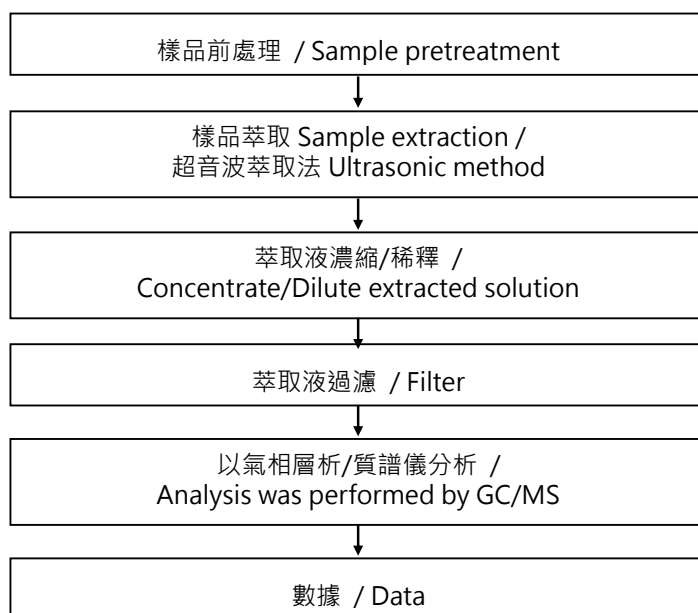 樣品前處理 / Sample pretreatment
樣品萃取 Sample extraction /
超音波萃取法 Ultrasonic method
萃取液濃縮/稀釋 /
Concentrate/Dilute extracted solution
萃取液過濾 / Filter
以氣相層析/質譜儀分析 /
Analysis was performed by GC/MS
數據 / Data